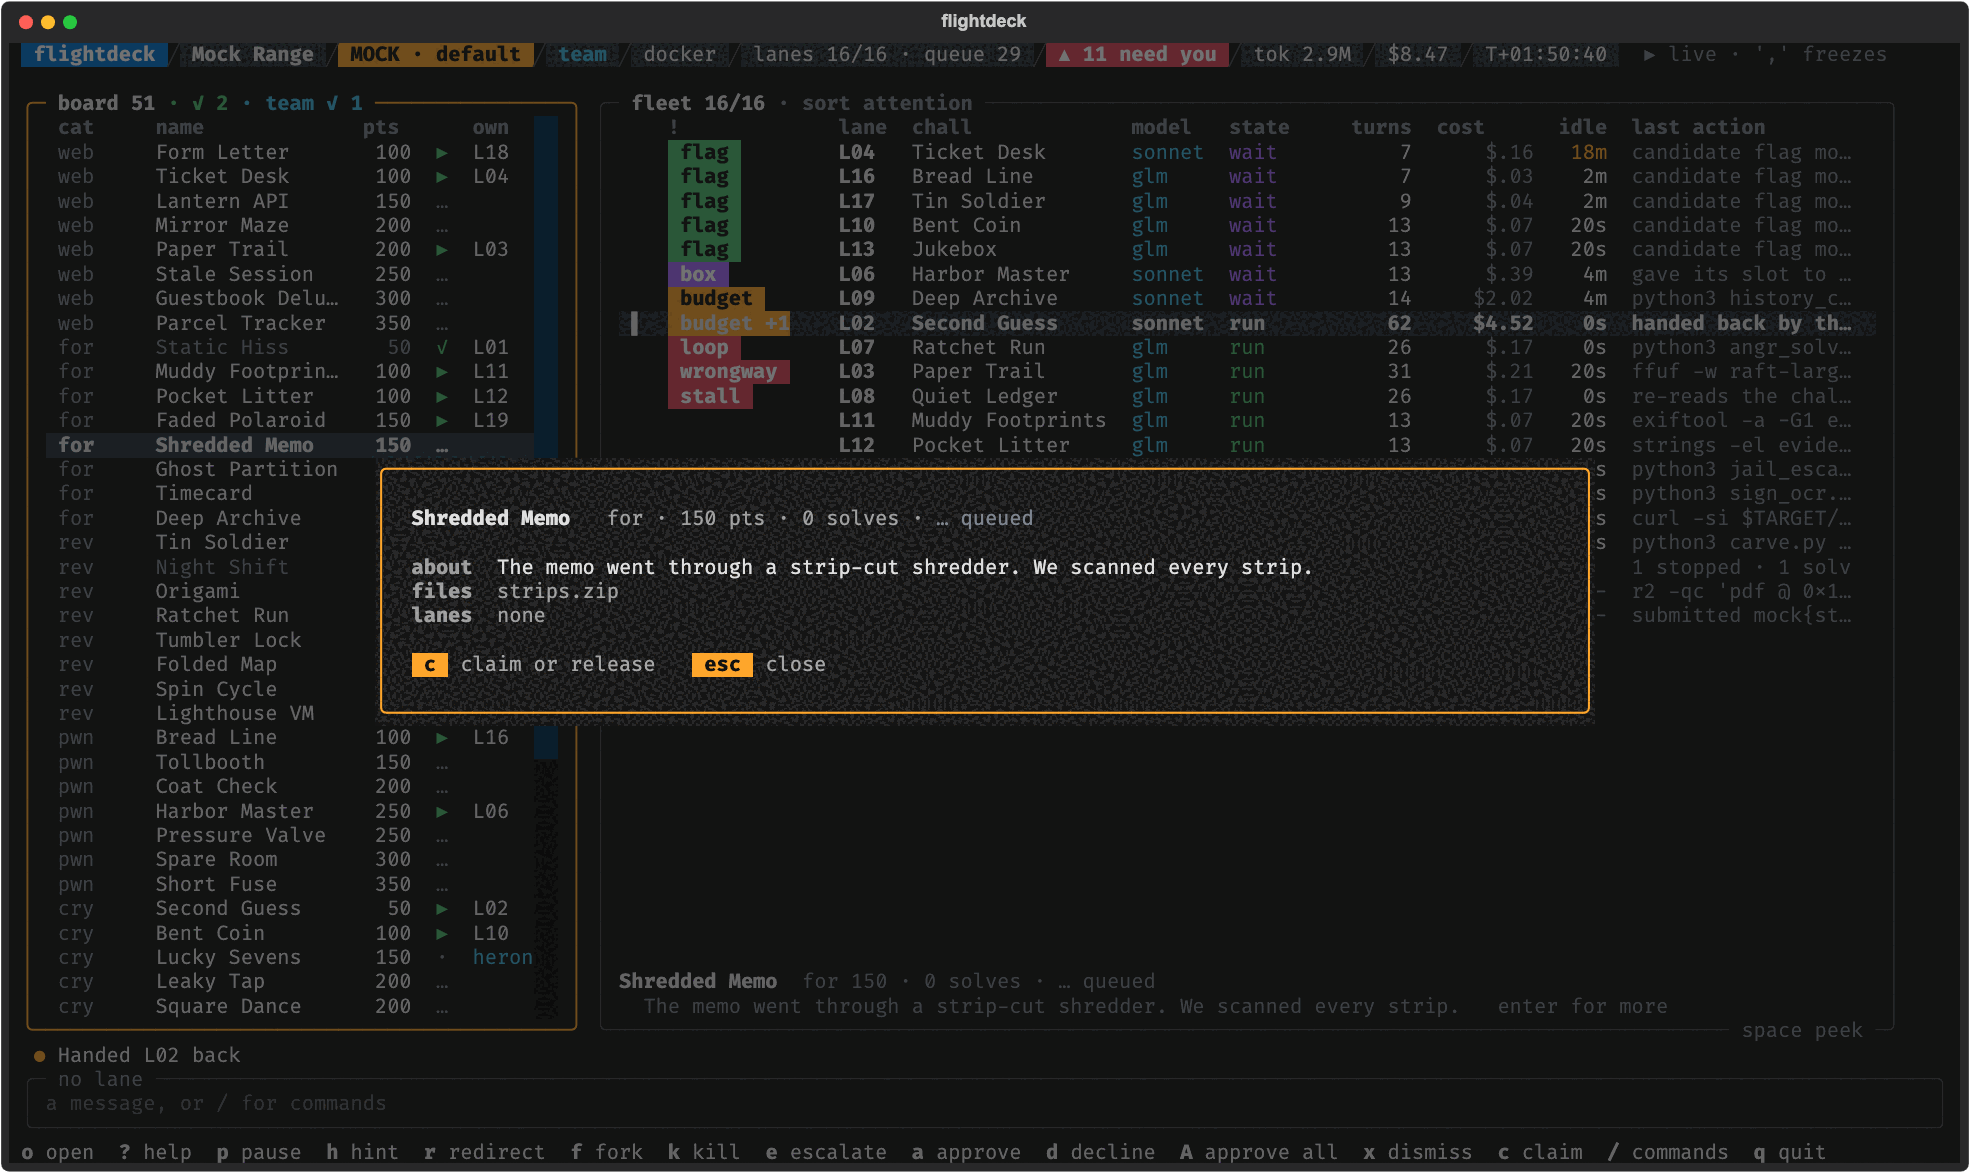 flightdeck
flightdeck / Mock Range / MOCK · default / team / docker / lanes 16/16 · queue 29 / ▲ 11 need you / tok 2.9M / $8.47 / T+01:50:40 ▶ live · ',' freezes
board 51 · √ 2 · team √ 1
cat name pts own
web Form Letter 100 ▶ L18
web Ticket Desk 100 ▶ L04
web Lantern API 150 …
web Mirror Maze 200 …
web Paper Trail 200 ▶ L03
web Stale Session 250 …
web Guestbook Delu… 300 …
web Parcel Tracker 350 …
for Static Hiss 50 √ L01
for Muddy Footprin… 100 ▶ L11
for Pocket Litter 100 ▶ L12
for Faded Polaroid 150 ▶ L19
for Shredded Memo 150 …
for Ghost Partition
for Timecard
for Deep Archive
rev Tin Soldier
rev Night Shift
rev Origami
rev Ratchet Run
rev Tumbler Lock
rev Folded Map
rev Spin Cycle
rev Lighthouse VM
pwn Bread Line 100 ▶ L16
pwn Tollbooth 150 …
pwn Coat Check 200 …
pwn Harbor Master 250 ▶ L06
pwn Pressure Valve 250 …
pwn Spare Room 300 …
pwn Short Fuse 350 …
cry Second Guess 50 ▶ L02
cry Bent Coin 100 ▶ L10
cry Lucky Sevens 150 · heron
cry Leaky Tap 200 …
cry Square Dance 200 …
fleet 16/16 · sort attention
! lane chall model state turns cost idle last action
flag L04 Ticket Desk sonnet wait 7 $.16 18m candidate flag mo…
flag L16 Bread Line glm wait 7 $.03 2m candidate flag mo…
flag L17 Tin Soldier glm wait 9 $.04 2m candidate flag mo…
flag L10 Bent Coin glm wait 13 $.07 20s candidate flag mo…
flag L13 Jukebox glm wait 13 $.07 20s candidate flag mo…
box L06 Harbor Master sonnet wait 13 $.39 4m gave its slot to …
budget L09 Deep Archive sonnet wait 14 $2.02 4m python3 history_c…
budget +1 L02 Second Guess sonnet run 62 $4.52 0s handed back by th…
loop L07 Ratchet Run glm run 26 $.17 0s python3 angr_solv…
wrongway L03 Paper Trail glm run 31 $.21 20s ffuf -w raft-larg…
stall L08 Quiet Ledger glm run 26 $.17 0s re-reads the chal…
L11 Muddy Footprints glm run 13 $.07 20s exiftool -a -G1 e…
L12 Pocket Litter glm run 13 $.07 20s strings -el evide…
s python3 jail_esca…
s python3 sign_ocr.…
s curl -si $TARGET/…
s python3 carve.py …
1 stopped · 1 solv
- r2 -qc 'pdf @ 0×1…
- submitted mock{st…
Shredded Memo for · 150 pts · 0 solves · … queued
about The memo went through a strip-cut shredder. We scanned every strip.
files strips.zip
lanes none
c claim or release esc close
Shredded Memo for 150 · 0 solves · … queued
The memo went through a strip-cut shredder. We scanned every strip. enter for more
space peek
● Handed L02 back
no lane
a message, or / for commands
o open ? help p pause h hint r redirect f fork k kill e escalate a approve d decline A approve all x dismiss c claim / commands q quit